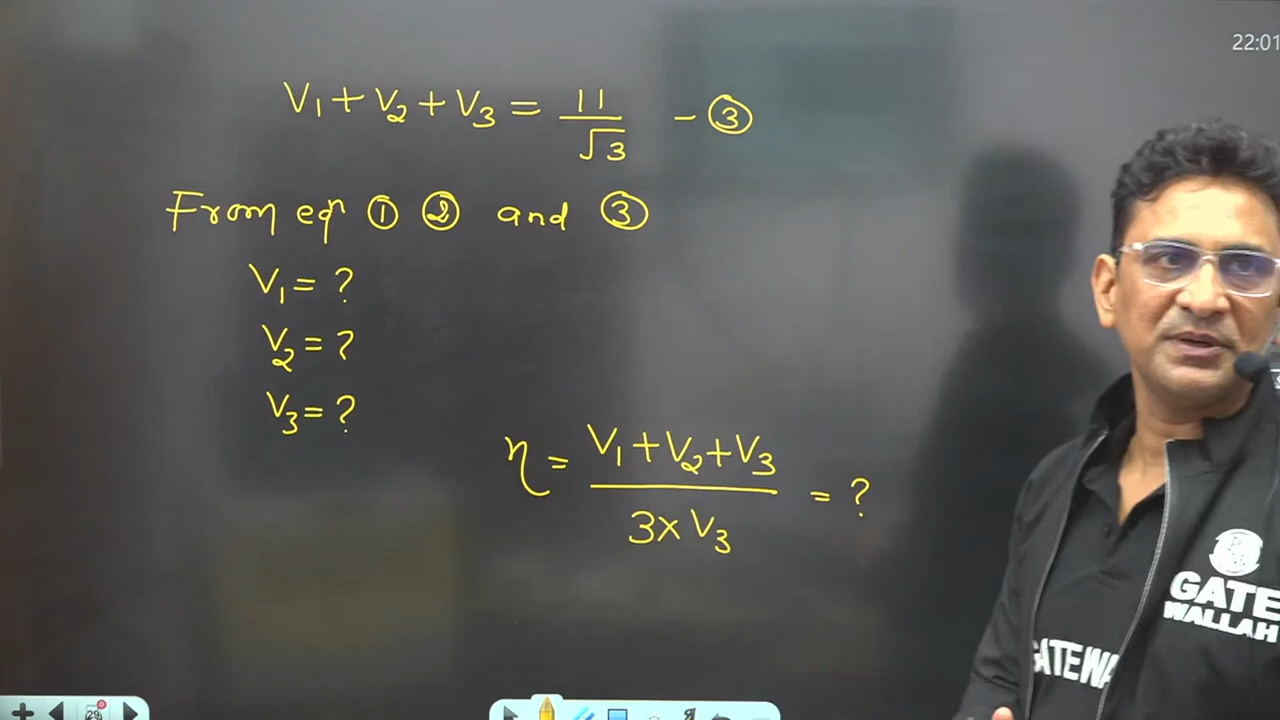 22:01
V₁ + V₂ + V₃ = 11/√3 - ③
From eqⁿ ① ② and ③
V₁ = ?
V₂ = ?
V₃ = ?
η = (V₁ + V₂ + V₃)/(3 × V₃) = ?
GATE
WALLAH
GATEWA
29